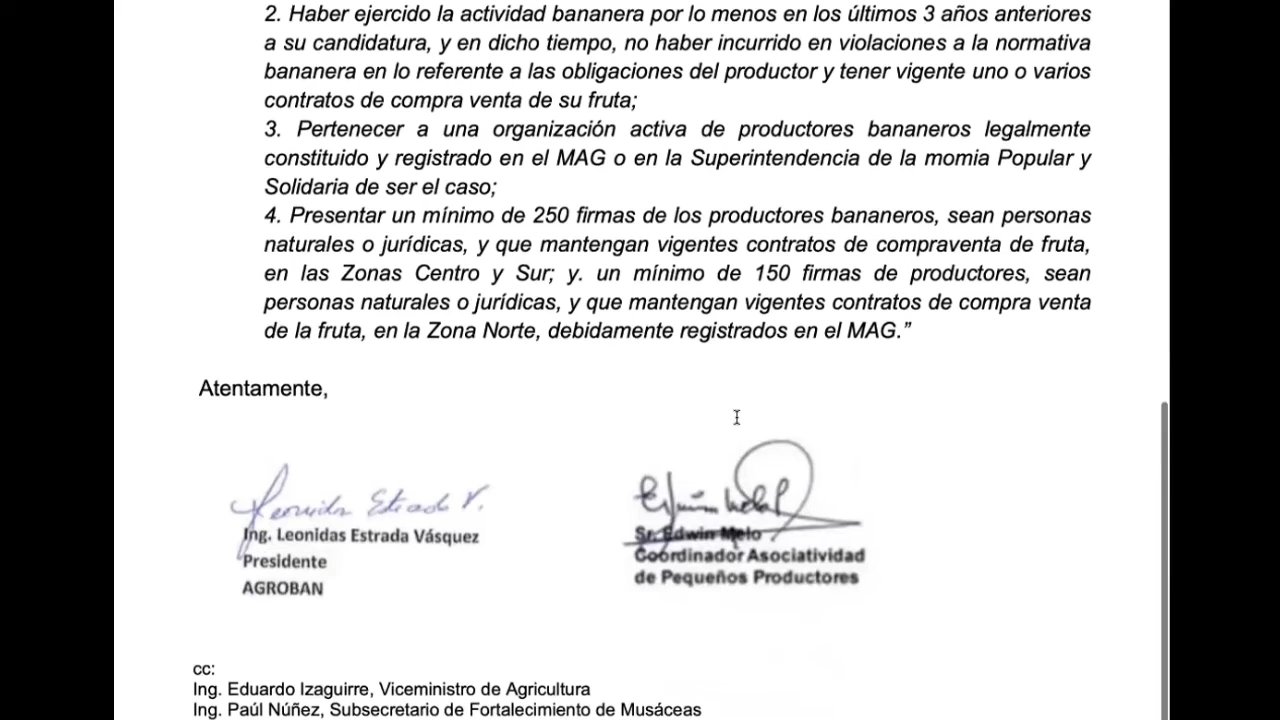 2. Haber ejercido la actividad bananera por lo menos en los últimos 3 años anteriores
a su candidatura, y en dicho tiempo, no haber incurrido en violaciones a la normativa
bananera en lo referente a las obligaciones del productor y tener vigente uno o varios
contratos de compra venta de su fruta;
3. Pertenecer a una organización activa de productores bananeros legalmente
constituido y registrado en el MAG o en la Superintendencia de la momia Popular y
Solidaria de ser el caso;
4. Presentar un mínimo de 250 firmas de los productores bananeros, sean personas
naturales o jurídicas, y que mantengan vigentes contratos de compraventa de fruta,
en las Zonas Centro y Sur; y. un mínimo de 150 firmas de productores, sean
personas naturales o jurídicas, y que mantengan vigentes contratos de compra venta
de la fruta, en la Zona Norte, debidamente registrados en el MAG.”
Atentamente,
Leonidas Estrada V.
Ing. Leonidas Estrada Vásquez
Presidente
AGROBAN
Sr. Edwin Melo
Coordinador Asociatividad
de Pequeños Productores
cc:
Ing. Eduardo Izaguirre, Viceministro de Agricultura
Ing. Paúl Núñez, Subsecretario de Fortalecimiento de Musáceas